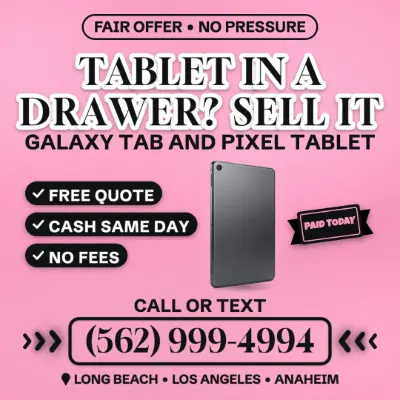 FAIR OFFER • NO PRESSURE
TABLET IN A
DRAWER? SELL IT
GALAXY TAB AND PIXEL TABLET
FREE QUOTE
CASH SAME DAY
NO FEES
PAID TODAY
CALL OR TEXT
(562) 999-4994
LONG BEACH • LOS ANGELES • ANAHEIM